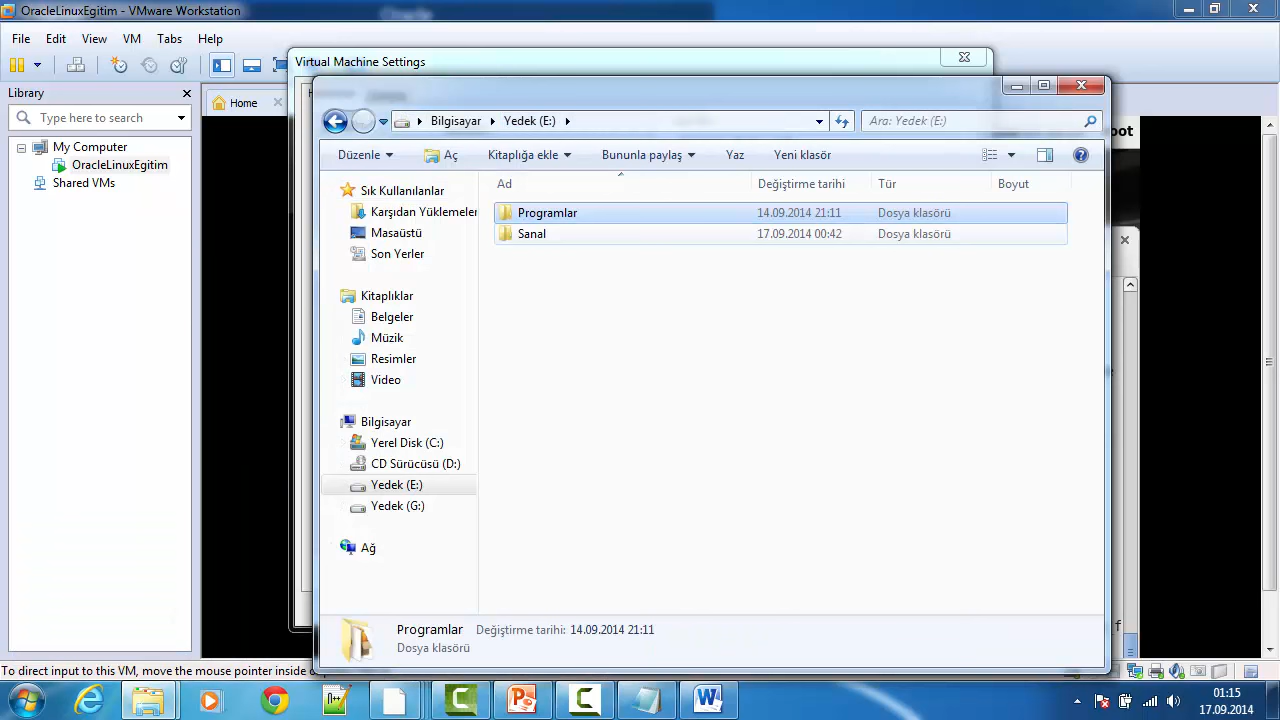 OracleLinuxEgitim - VMware Workstation
File Edit View VM Tabs Help
Virtual Machine Settings
Library
Home
Type here to search
My Computer
OracleLinuxEgitim
Shared VMs
Bilgisayar Yedek (E:)
Ara: Yedek (E:)
Düzenle Aç Kitaplığa ekle Bununla paylaş Yaz Yeni klasör
Ad Değiştirme tarihi Tür Boyut
Programlar 14.09.2014 21:11 Dosya klasörü
Sanal 17.09.2014 00:42 Dosya klasörü
Sık Kullanılanlar
Karşıdan Yüklemeler
Masaüstü
Son Yerler
Kitaplıklar
Belgeler
Müzik
Resimler
Video
Bilgisayar
Yerel Disk (C:)
CD Sürücüsü (D:)
Yedek (E:)
Yedek (G:)
Ağ
Programlar Değiştirme tarihi: 14.09.2014 21:11
Dosya klasörü
To direct input to this VM, move the mouse pointer inside
01:15
17.09.2014